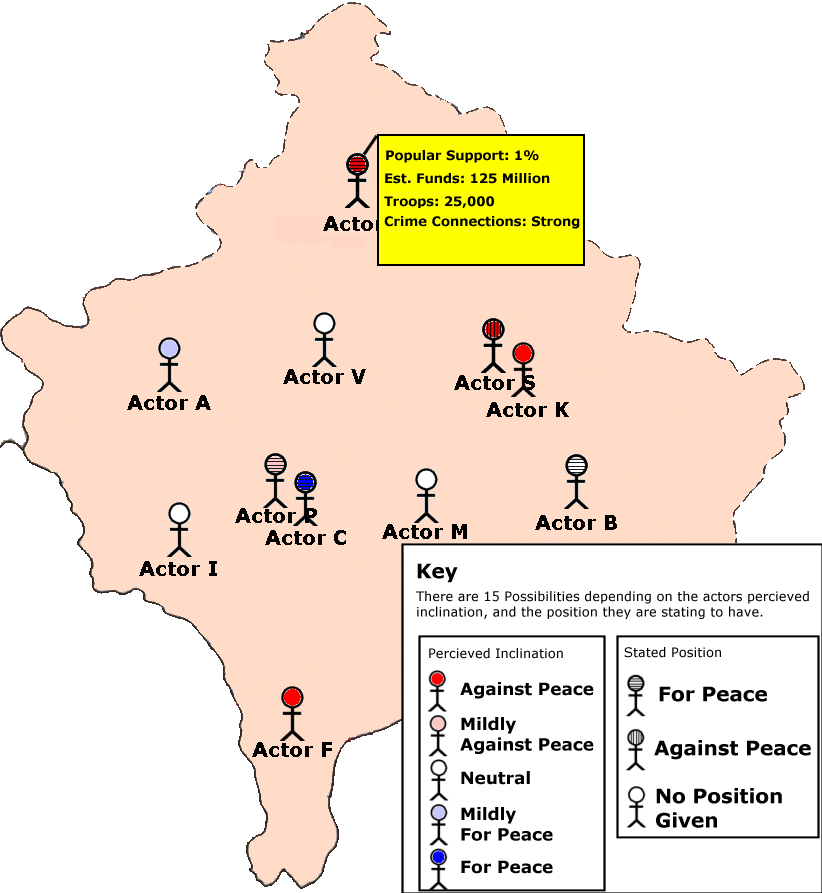 Popular Support: 1%
Est. Funds: 125 Million
Troops: 25,000
Actor
Crime Connections: Strong
Actor V
Actor S
Actor A
Actor K
Actor P
Actor C
Actor M
Actor B
Actor I
Actor F
Key
There are 15 Possibilities depending on the actors percieved
inclination, and the position they are stating to have.
Percieved Inclination
Against Peace
Mildly
Against Peace
Neutral
Mildly
For Peace
For Peace
Stated Position
For Peace
Against Peace
No Position
Given